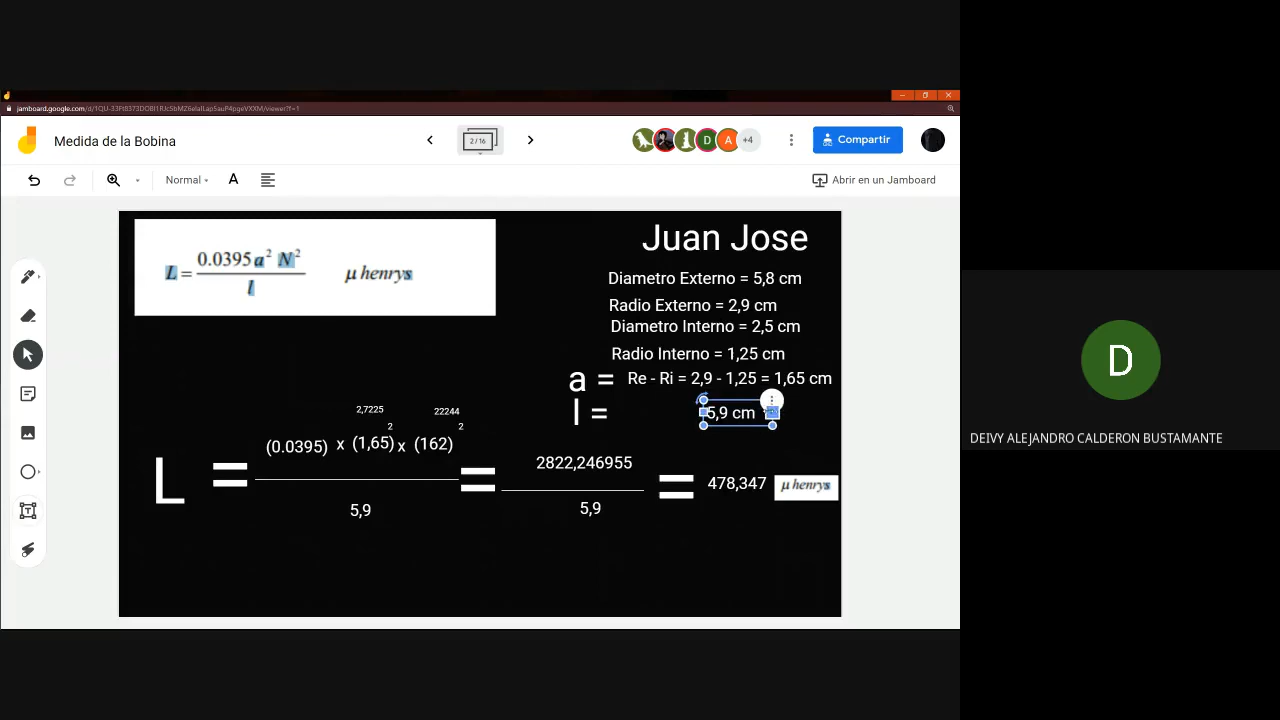 Medida de la Bobina
2 / 16
D
A
+4
Compartir
Normal
A
Abrir en un Jamboard
L = 0.0395 a² N² / l μ henrys
Juan Jose
Diametro Externo = 5,8 cm
Radio Externo = 2,9 cm
Diametro Interno = 2,5 cm
Radio Interno = 1,25 cm
a = Re - Ri = 2,9 - 1,25 = 1,65 cm
l = 5,9 cm
2,7225 22244
2 2
L = (0.0395) x (1,65) x (162) = 2822,246955 = 478,347 μ henrys
5,9 5,9
D
DEIVY ALEJANDRO CALDERON BUSTAMANTE